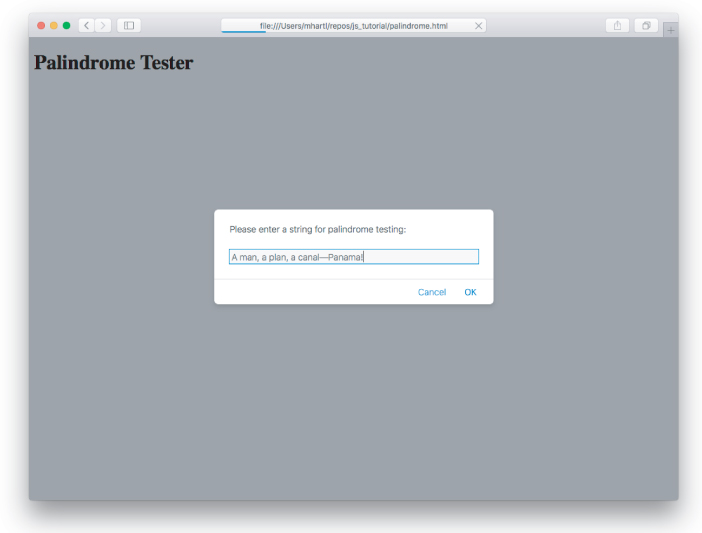 file:///Users/mhartl/repos/js_tutorial/palindrome.html
Palindrome Tester
Please enter a string for palindrome testing:
A man, a plan, a canal—Panama!
Cancel OK